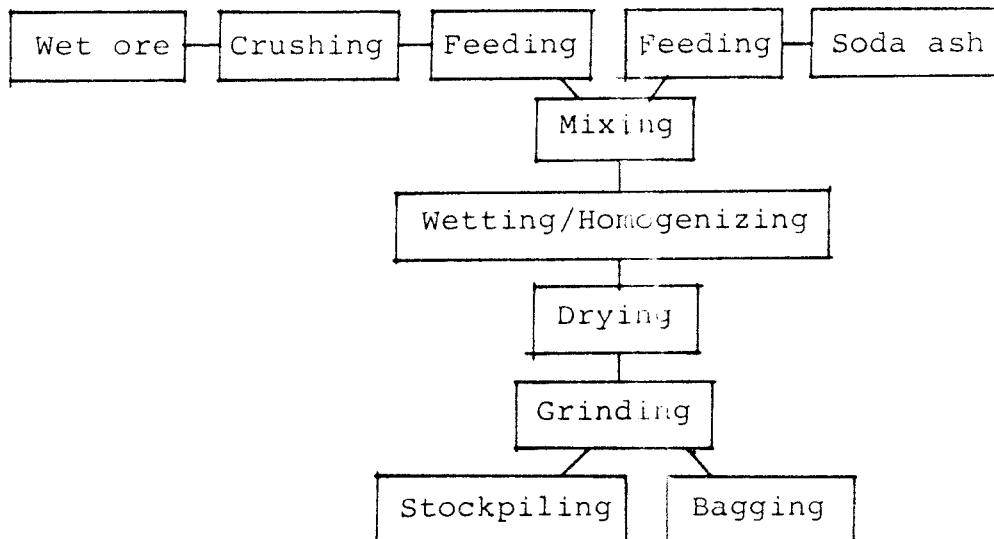 Wet ore Crushing Feeding Feeding Soda ash
Mixing
Wetting/Homogenizing
Drying
Grinding
Stockpiling Bagging